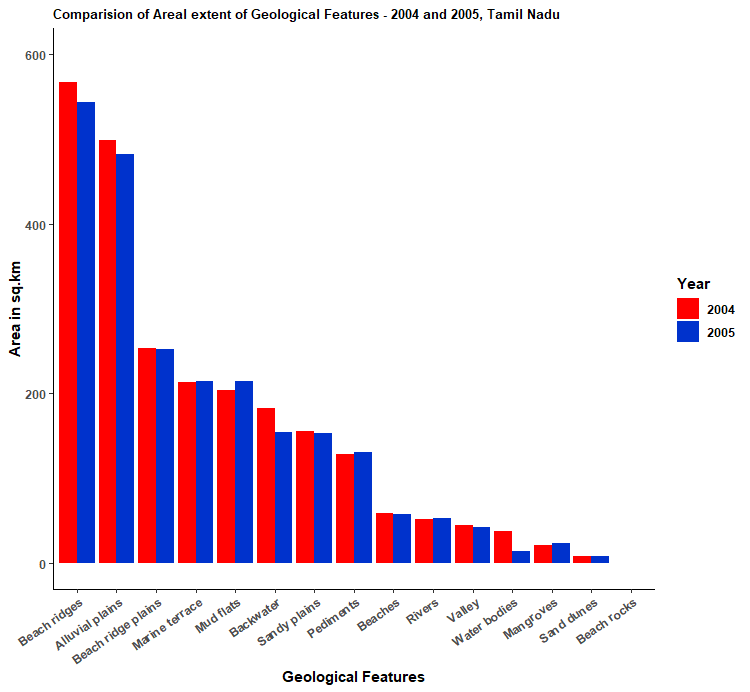 Comparision of Areal extent of Geological Features - 2004 and 2005, Tamil Nadu
600
400
200
0
Area in sq.km
Beach ridges
Alluvial plains
Beach ridge plains
Marine terrace
Mud flats
Backwater
Sandy plains
Pediments
Beaches
Rivers
Valley
Water bodies
Mangroves
Sand dunes
Beach rocks
Geological Features
Year
2004
2005